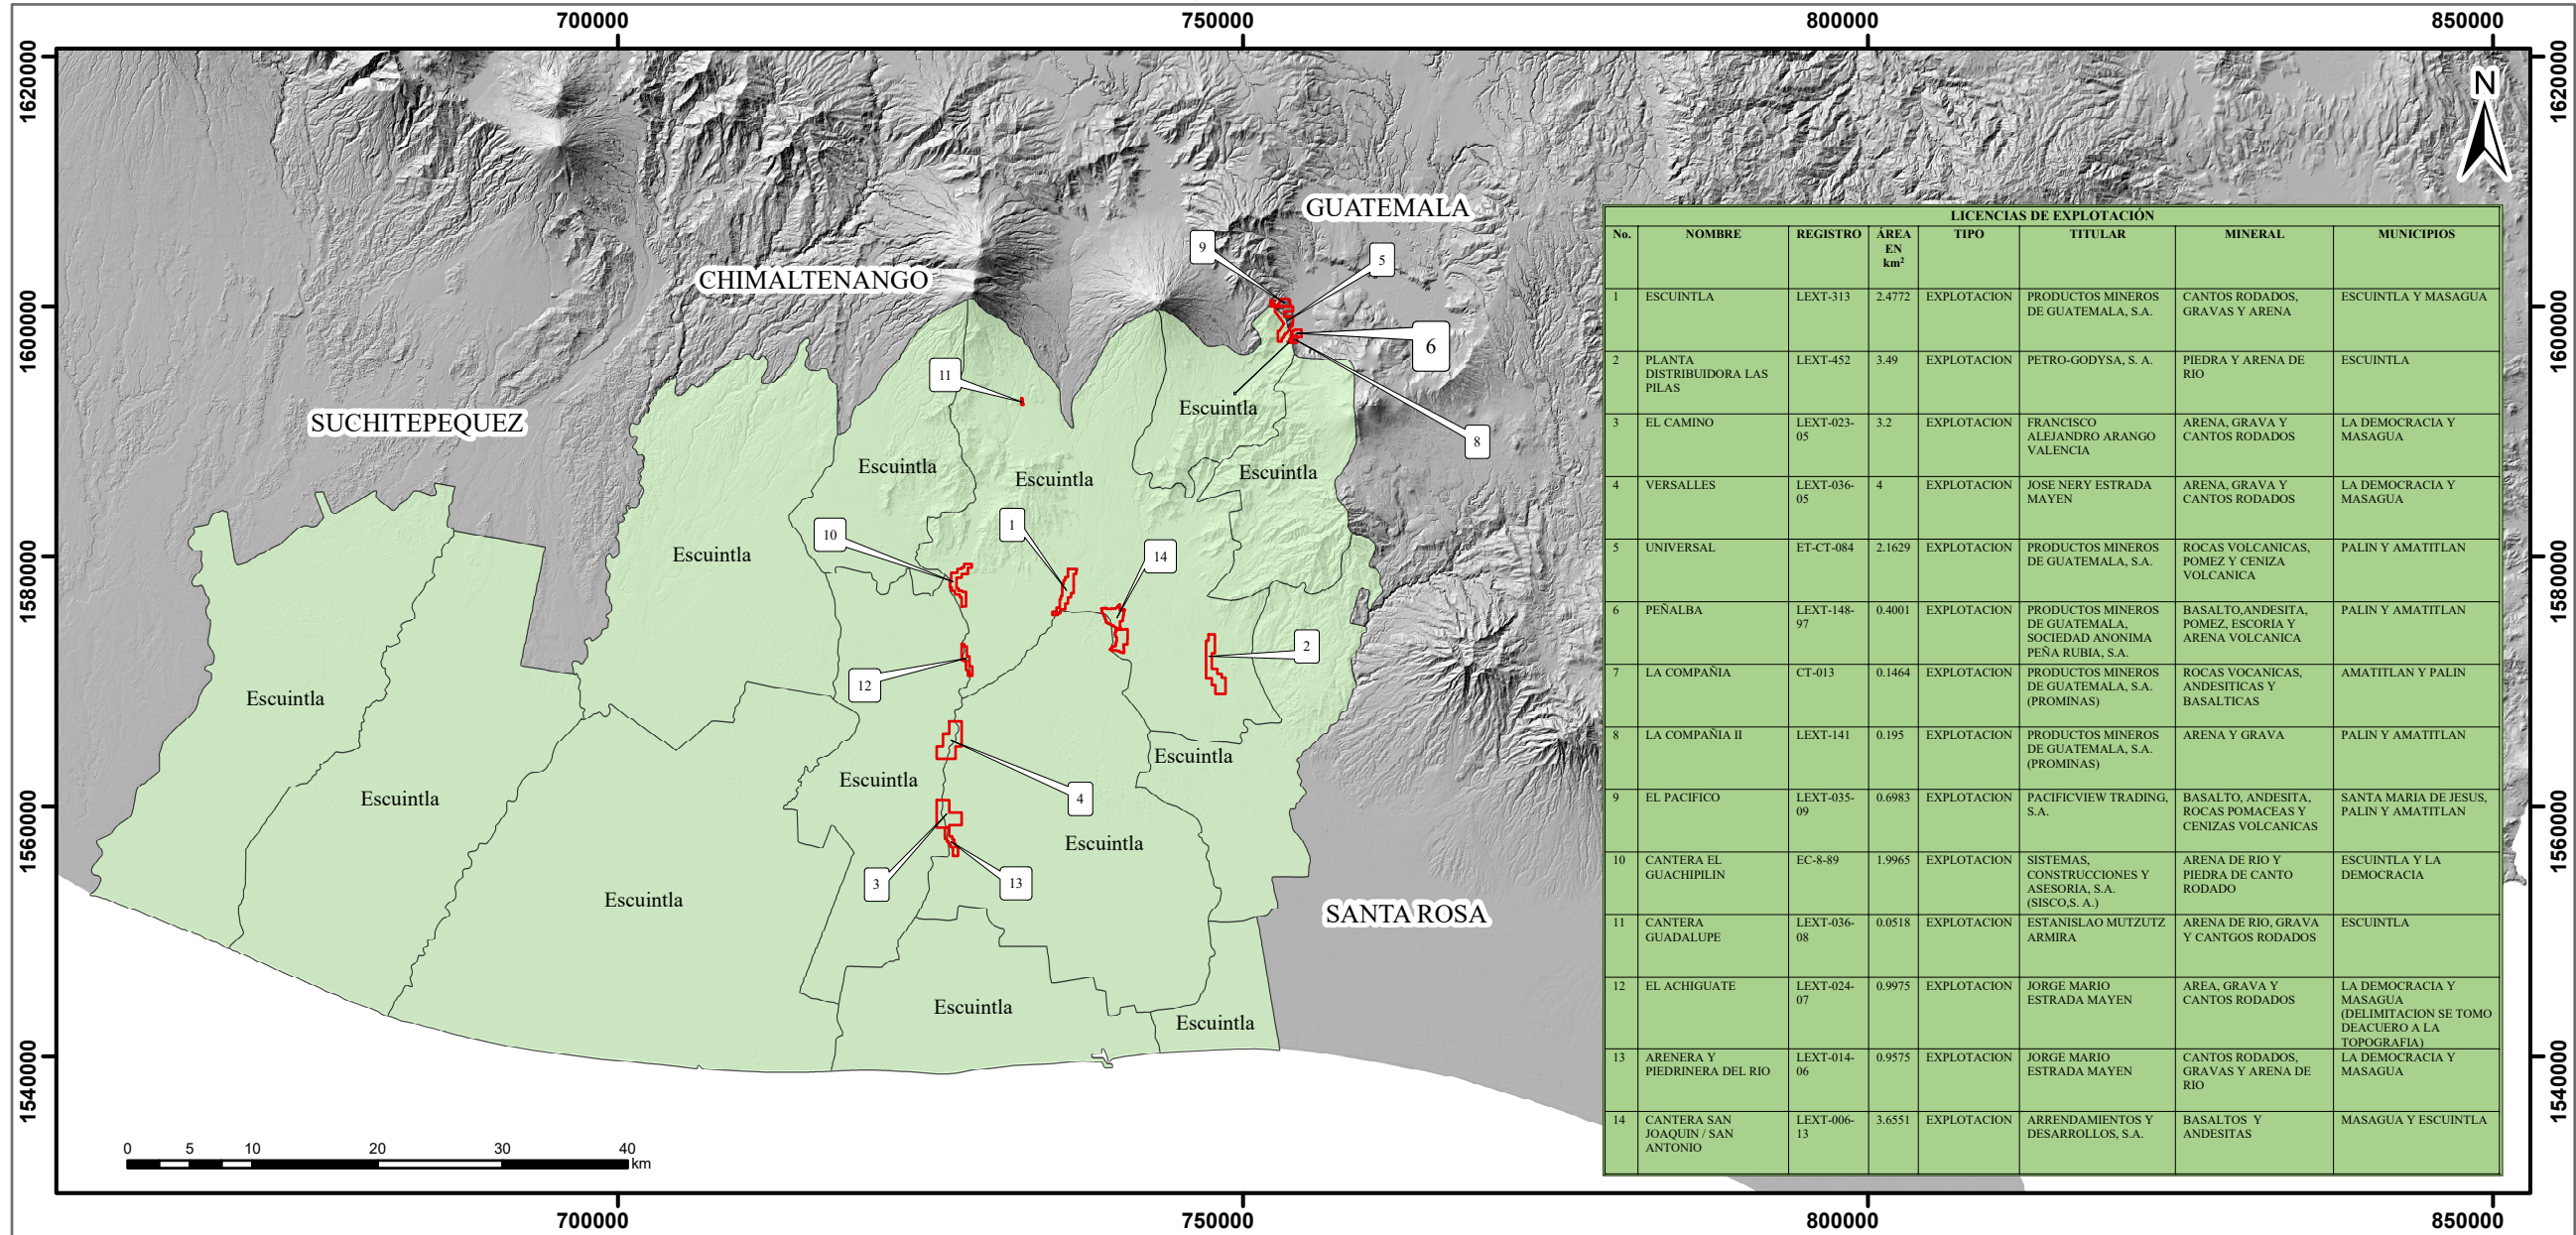 700000 750000 800000 850000
1620000 1620000
N
GUATEMALA
9
5
CHIMALTENANGO
1600000 1600000
6
11
Escuintla
SUCHITEPEQUEZ
8
Escuintla
Escuintla
Escuintla
1
10
14
Escuintla
1580000 1580000
2
12
Escuintla
Escuintla
Escuintla
Escuintla
4
1560000 1560000
Escuintla
3
13
Escuintla
SANTA ROSA
Escuintla
Escuintla
1540000 1540000
0 5 10 20 30 40
km
700000 750000 800000 850000
LICENCIAS DE EXPLOTACIÓN
No. NOMBRE REGISTRO ÁREA TIPO TITULAR MINERAL MUNICIPIOS
EN
km²
1 ESCUINTLA LEXT-313 2.4772 EXPLOTACION PRODUCTOS MINEROS CANTOS RODADOS, ESCUINTLA Y MASAGUA
DE GUATEMALA, S.A. GRAVAS Y ARENA
2 PLANTA LEXT-452 3.49 EXPLOTACION PETRO-GODYSA, S. A. PIEDRA Y ARENA DE ESCUINTLA
DISTRIBUIDORA LAS RIO
PILAS
3 EL CAMINO LEXT-023- 3.2 EXPLOTACION FRANCISCO ARENA, GRAVA Y LA DEMOCRACIA Y
05 ALEJANDRO ARANGO CANTOS RODADOS MASAGUA
VALENCIA
4 VERSALLES LEXT-036- 4 EXPLOTACION JOSE NERY ESTRADA ARENA, GRAVA Y LA DEMOCRACIA Y
05 MAYEN CANTOS RODADOS MASAGUA
5 UNIVERSAL ET-CT-084 2.1629 EXPLOTACION PRODUCTOS MINEROS ROCAS VOLCANICAS, PALIN Y AMATITLAN
DE GUATEMALA, S.A. POMEZ Y CENIZA
VOLCANICA
6 PEÑALBA LEXT-148- 0.4001 EXPLOTACION PRODUCTOS MINEROS BASALTO,ANDESITA, PALIN Y AMATITLAN
97 DE GUATEMALA, POMEZ, ESCORIA Y
SOCIEDAD ANONIMA ARENA VOLCANICA
PEÑA RUBIA, S.A.
7 LA COMPAÑIA CT-013 0.1464 EXPLOTACION PRODUCTOS MINEROS ROCAS VOCANICAS, AMATITLAN Y PALIN
DE GUATEMALA, S.A. ANDESITICAS Y
(PROMINAS) BASALTICAS
8 LA COMPAÑIA II LEXT-141 0.195 EXPLOTACION PRODUCTOS MINEROS ARENA Y GRAVA PALIN Y AMATITLAN
DE GUATEMALA, S.A.
(PROMINAS)
9 EL PACIFICO LEXT-035- 0.6983 EXPLOTACION PACIFICVIEW TRADING, BASALTO, ANDESITA, SANTA MARIA DE JESUS,
09 S.A. ROCAS POMACEAS Y PALIN Y AMATITLAN
CENIZAS VOLCANICAS
10 CANTERA EL EC-8-89 1.9965 EXPLOTACION SISTEMAS, ARENA DE RIO Y ESCUINTLA Y LA
GUACHIPILIN CONSTRUCCIONES Y PIEDRA DE CANTO DEMOCRACIA
ASESORIA, S.A. RODADO
(SISCO,S. A.)
11 CANTERA LEXT-036- 0.0518 EXPLOTACION ESTANISLAO MUTZUTZ ARENA DE RIO, GRAVA ESCUINTLA
GUADALUPE 08 ARMIRA Y CANTGOS RODADOS
12 EL ACHIGUATE LEXT-024- 0.9975 EXPLOTACION JORGE MARIO AREA, GRAVA Y LA DEMOCRACIA Y
07 ESTRADA MAYEN CANTOS RODADOS MASAGUA
(DELIMITACION SE TOMO
DEACUERO A LA
TOPOGRAFIA)
13 ARENERA Y LEXT-014- 0.9575 EXPLOTACION JORGE MARIO CANTOS RODADOS, LA DEMOCRACIA Y
PIEDRINERA DEL RIO 06 ESTRADA MAYEN GRAVAS Y ARENA DE MASAGUA
RIO
14 CANTERA SAN LEXT-006- 3.6551 EXPLOTACION ARRENDAMIENTOS Y BASALTOS Y MASAGUA Y ESCUINTLA
JOAQUIN / SAN 13 DESARROLLOS, S.A. ANDESITAS
ANTONIO